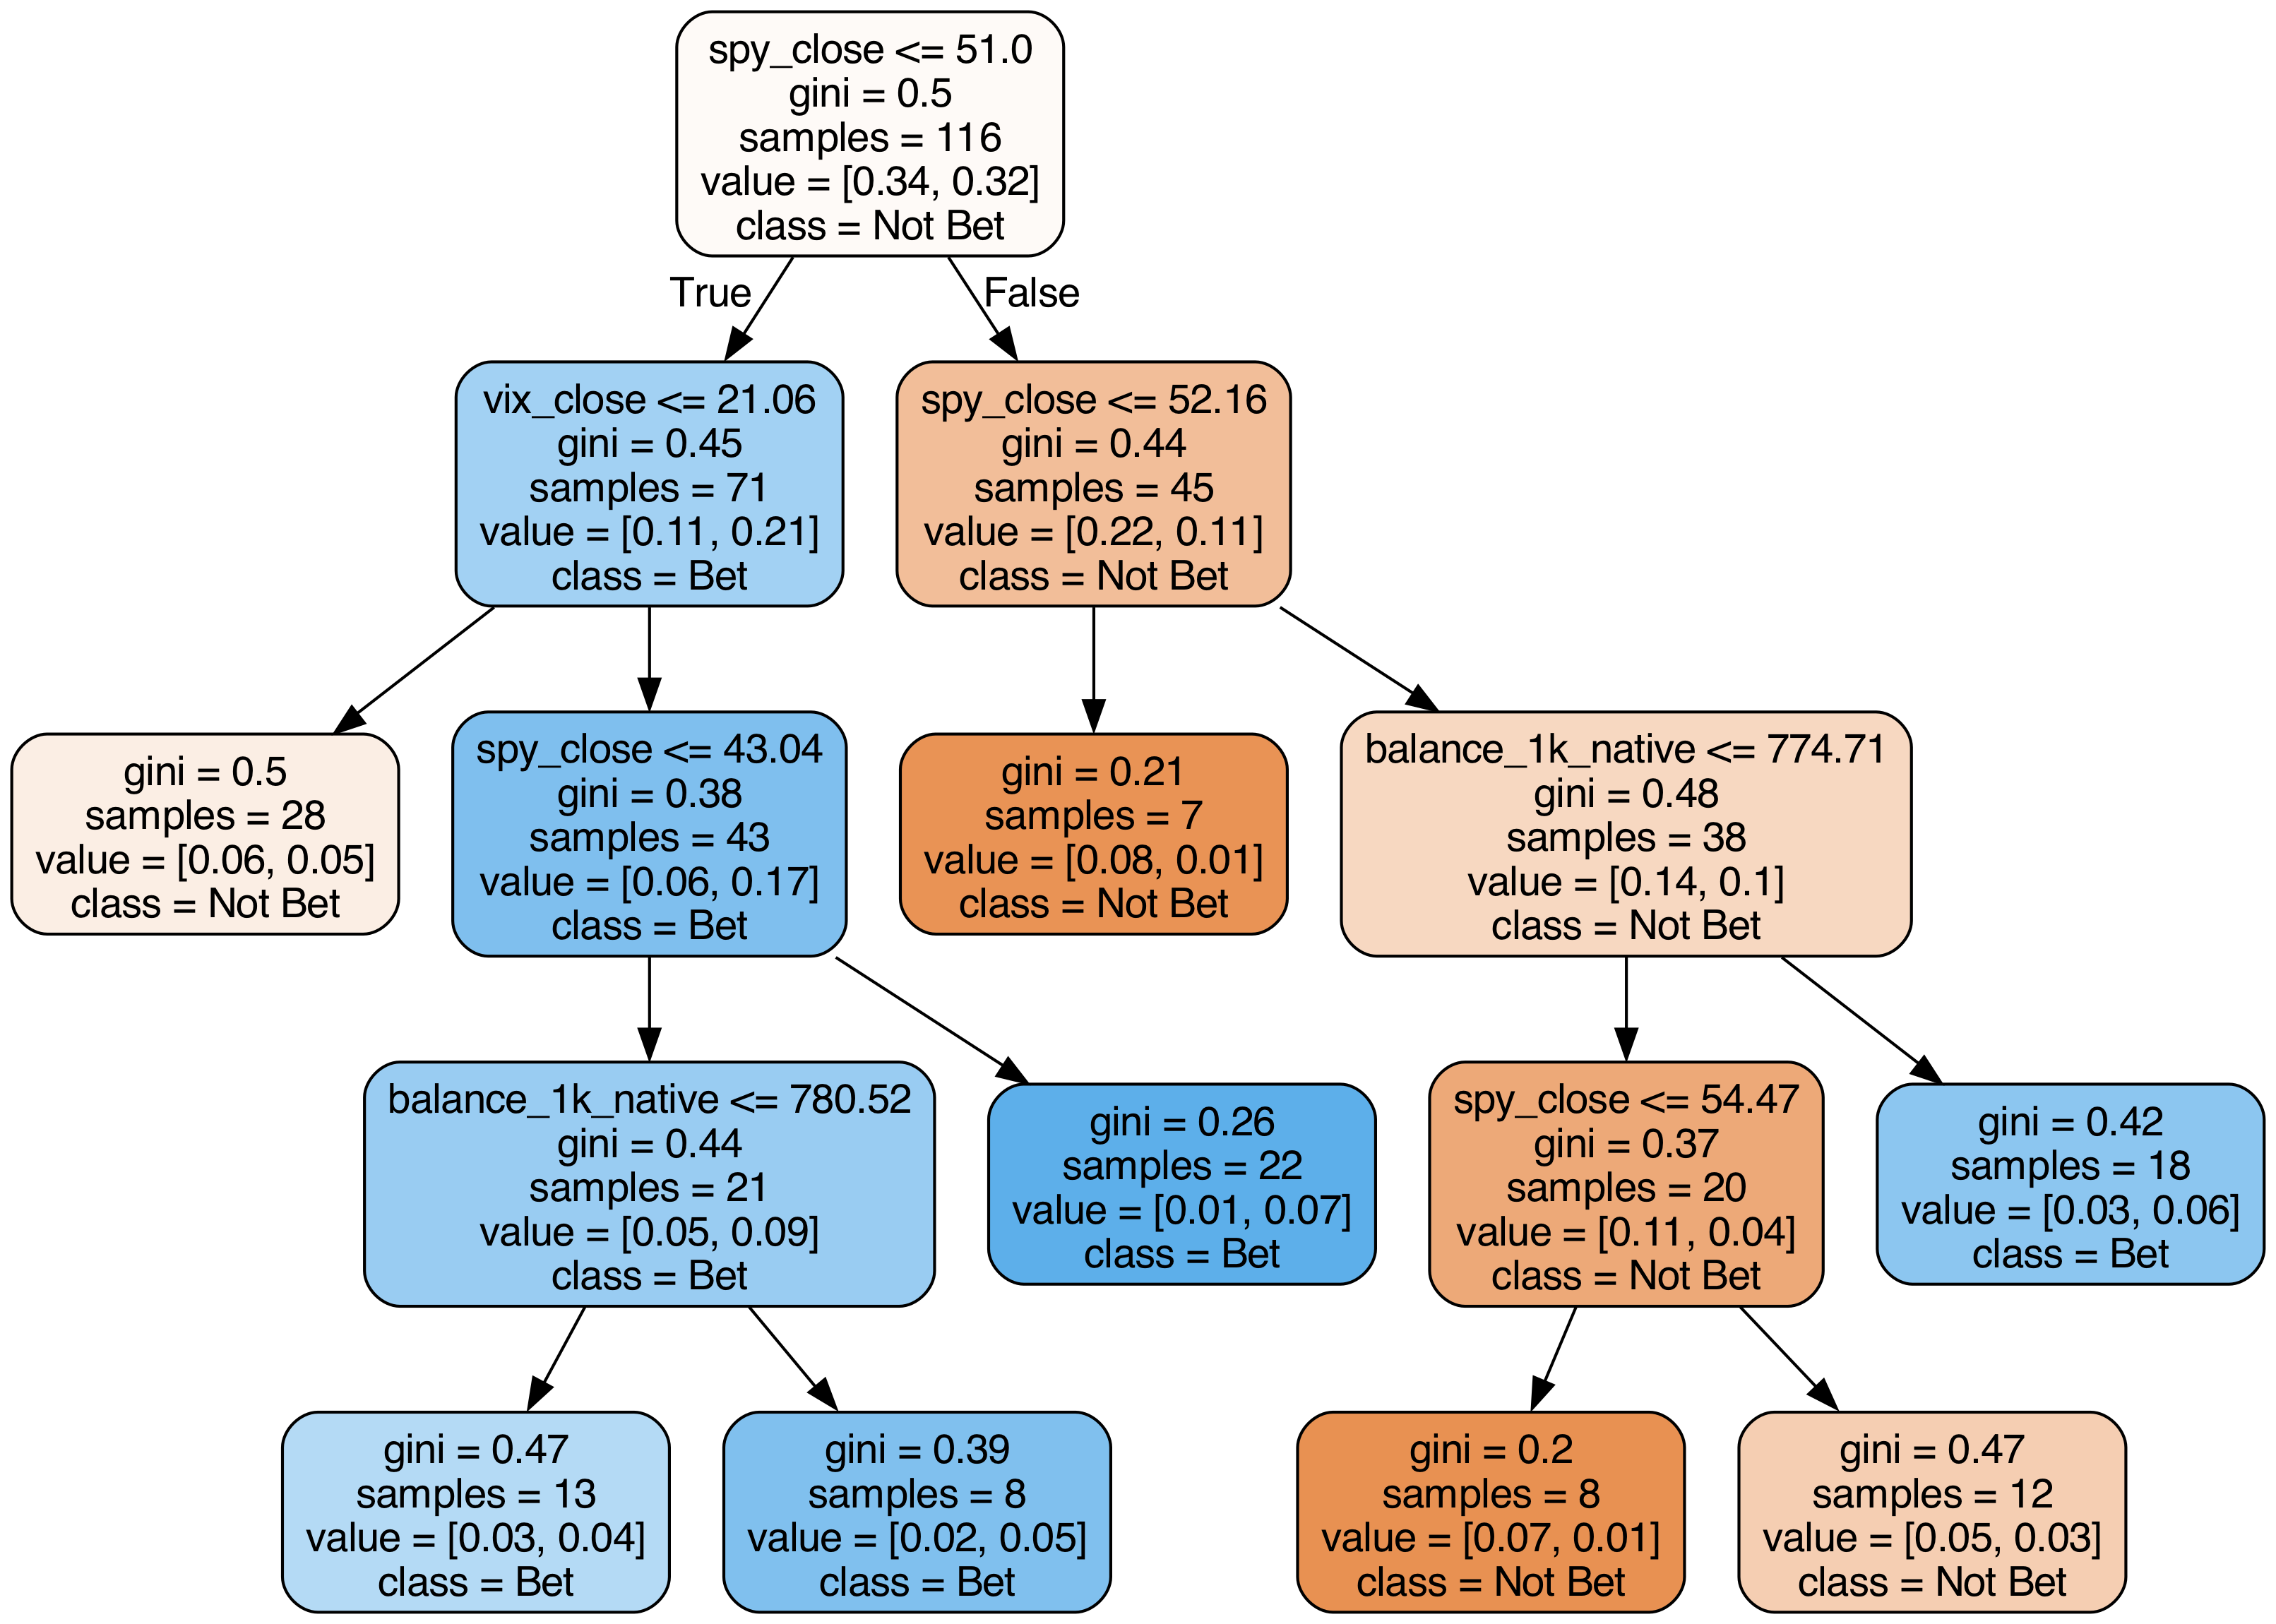 spy_close <= 51.0
gini = 0.5
samples = 116
value = [0.34, 0.32]
class = Not Bet
True
False
vix_close <= 21.06
gini = 0.45
samples = 71
value = [0.11, 0.21]
class = Bet
spy_close <= 52.16
gini = 0.44
samples = 45
value = [0.22, 0.11]
class = Not Bet
gini = 0.5
samples = 28
value = [0.06, 0.05]
class = Not Bet
spy_close <= 43.04
gini = 0.38
samples = 43
value = [0.06, 0.17]
class = Bet
gini = 0.21
samples = 7
value = [0.08, 0.01]
class = Not Bet
balance_1k_native <= 774.71
gini = 0.48
samples = 38
value = [0.14, 0.1]
class = Not Bet
balance_1k_native <= 780.52
gini = 0.44
samples = 21
value = [0.05, 0.09]
class = Bet
gini = 0.26
samples = 22
value = [0.01, 0.07]
class = Bet
spy_close <= 54.47
gini = 0.37
samples = 20
value = [0.11, 0.04]
class = Not Bet
gini = 0.42
samples = 18
value = [0.03, 0.06]
class = Bet
gini = 0.47
samples = 13
value = [0.03, 0.04]
class = Bet
gini = 0.39
samples = 8
value = [0.02, 0.05]
class = Bet
gini = 0.2
samples = 8
value = [0.07, 0.01]
class = Not Bet
gini = 0.47
samples = 12
value = [0.05, 0.03]
class = Not Bet